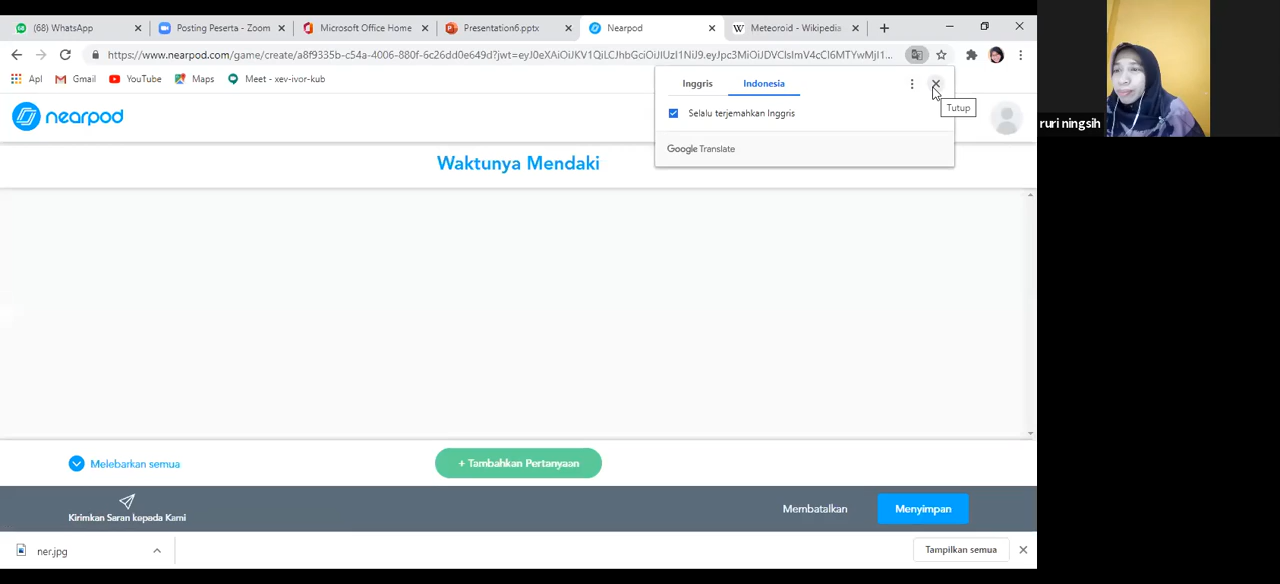 (68) WhatsApp
Posting Peserta - Zoom
Microsoft Office Home
Presentation6.pptx
Nearpod
Meteoroid - Wikipedia
Apl
Gmail
YouTube
Maps
Meet - xev-ivor-kub
Inggris
Indonesia
Tutup
Selalu terjemahkan Inggris
Google Translate
nearpod
Waktunya Mendaki
ruri ningsih
Melebarkan semua
+ Tambahkan Pertanyaan
Kirimkan Saran kepada Kami
Membatalkan
Menyimpan
ner.jpg
Tampilkan semua